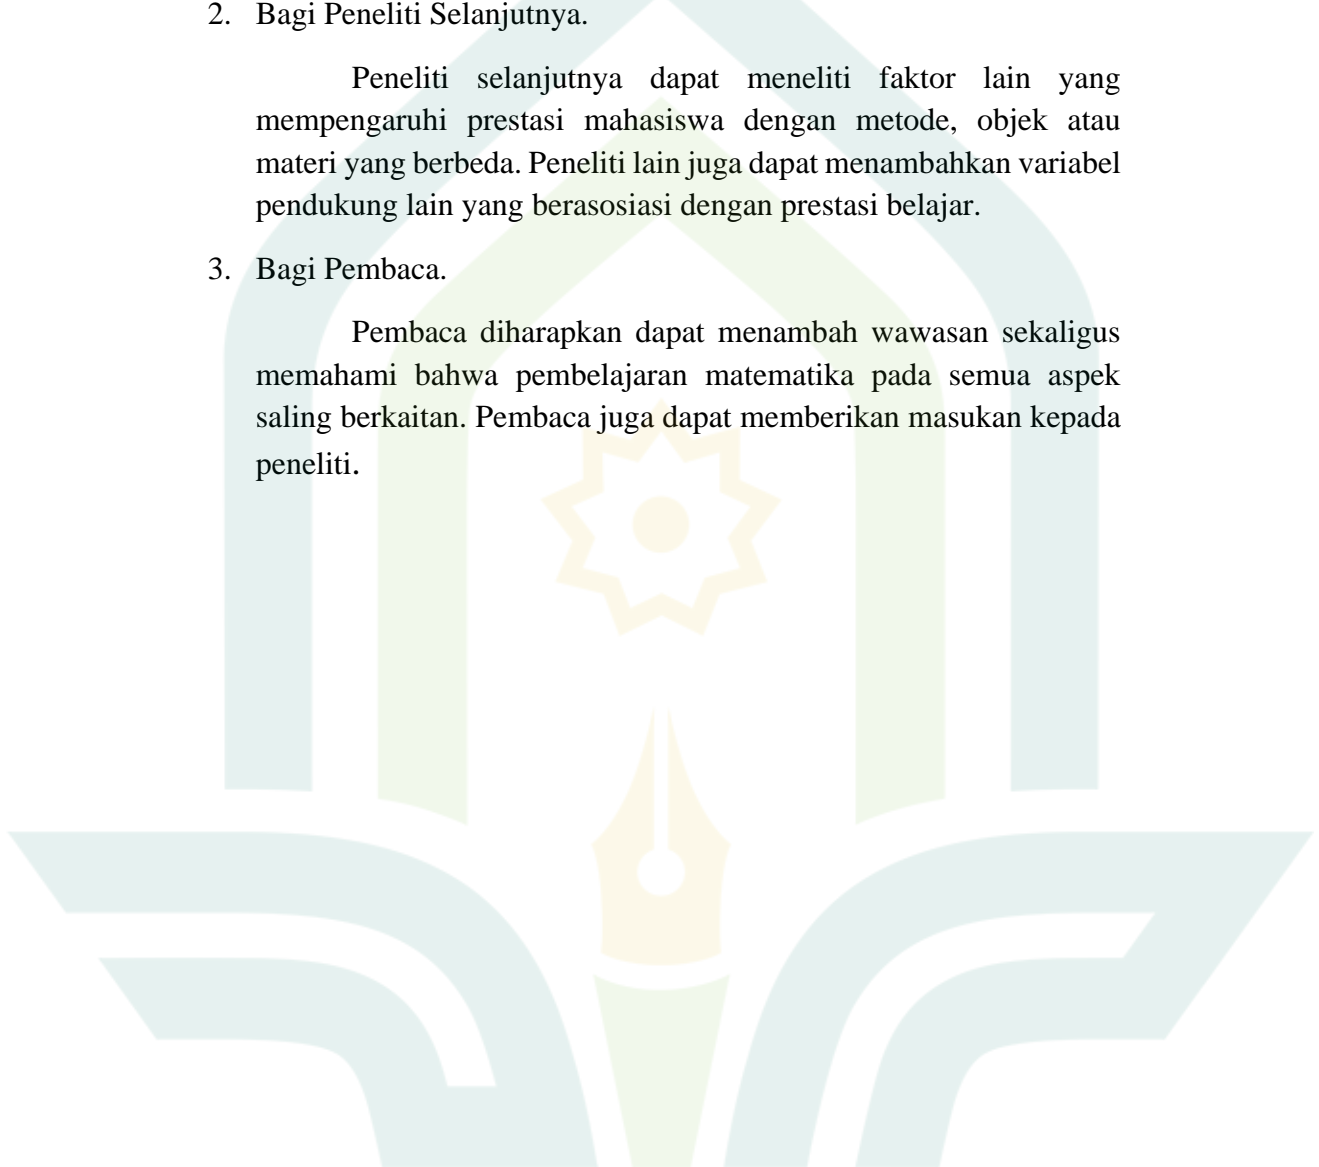 2. Bagi Peneliti Selanjutnya.
Peneliti selanjutnya dapat meneliti faktor lain yang
mempengaruhi prestasi mahasiswa dengan metode, objek atau
materi yang berbeda. Peneliti lain juga dapat menambahkan variabel
pendukung lain yang berasosiasi dengan prestasi belajar.
3. Bagi Pembaca.
Pembaca diharapkan dapat menambah wawasan sekaligus
memahami bahwa pembelajaran matematika pada semua aspek
saling berkaitan. Pembaca juga dapat memberikan masukan kepada
peneliti.